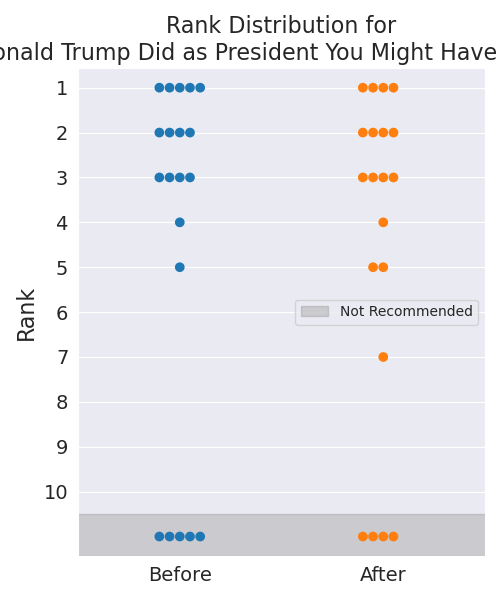 Rank Distribution for
onald Trump Did as President You Might Have
1
2
3
4
5
6
7
8
9
10
Rank
Not Recommended
Before
After